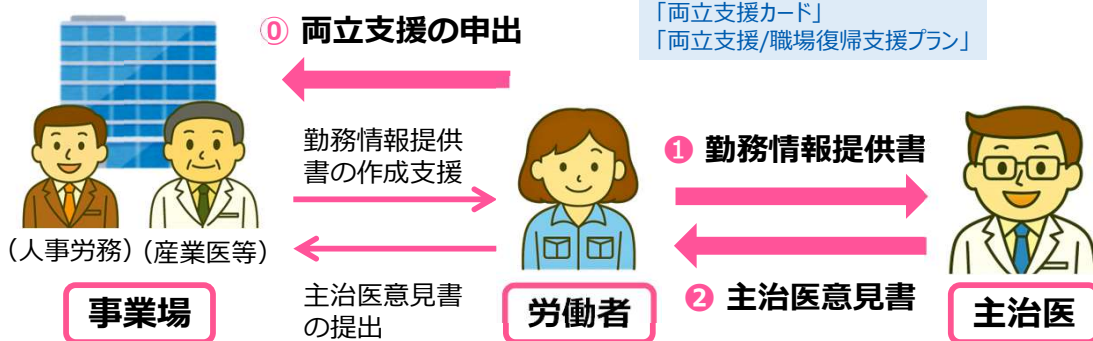 「両立支援カード」
「両立支援/職場復帰支援プラン」
⓪ 両立支援の申出
勤務情報提供
書の作成支援
❶ 勤務情報提供書
(人事労務)
(産業医等)
主治医意見書
の提出
❷ 主治医意見書
事業場
労働者
主治医